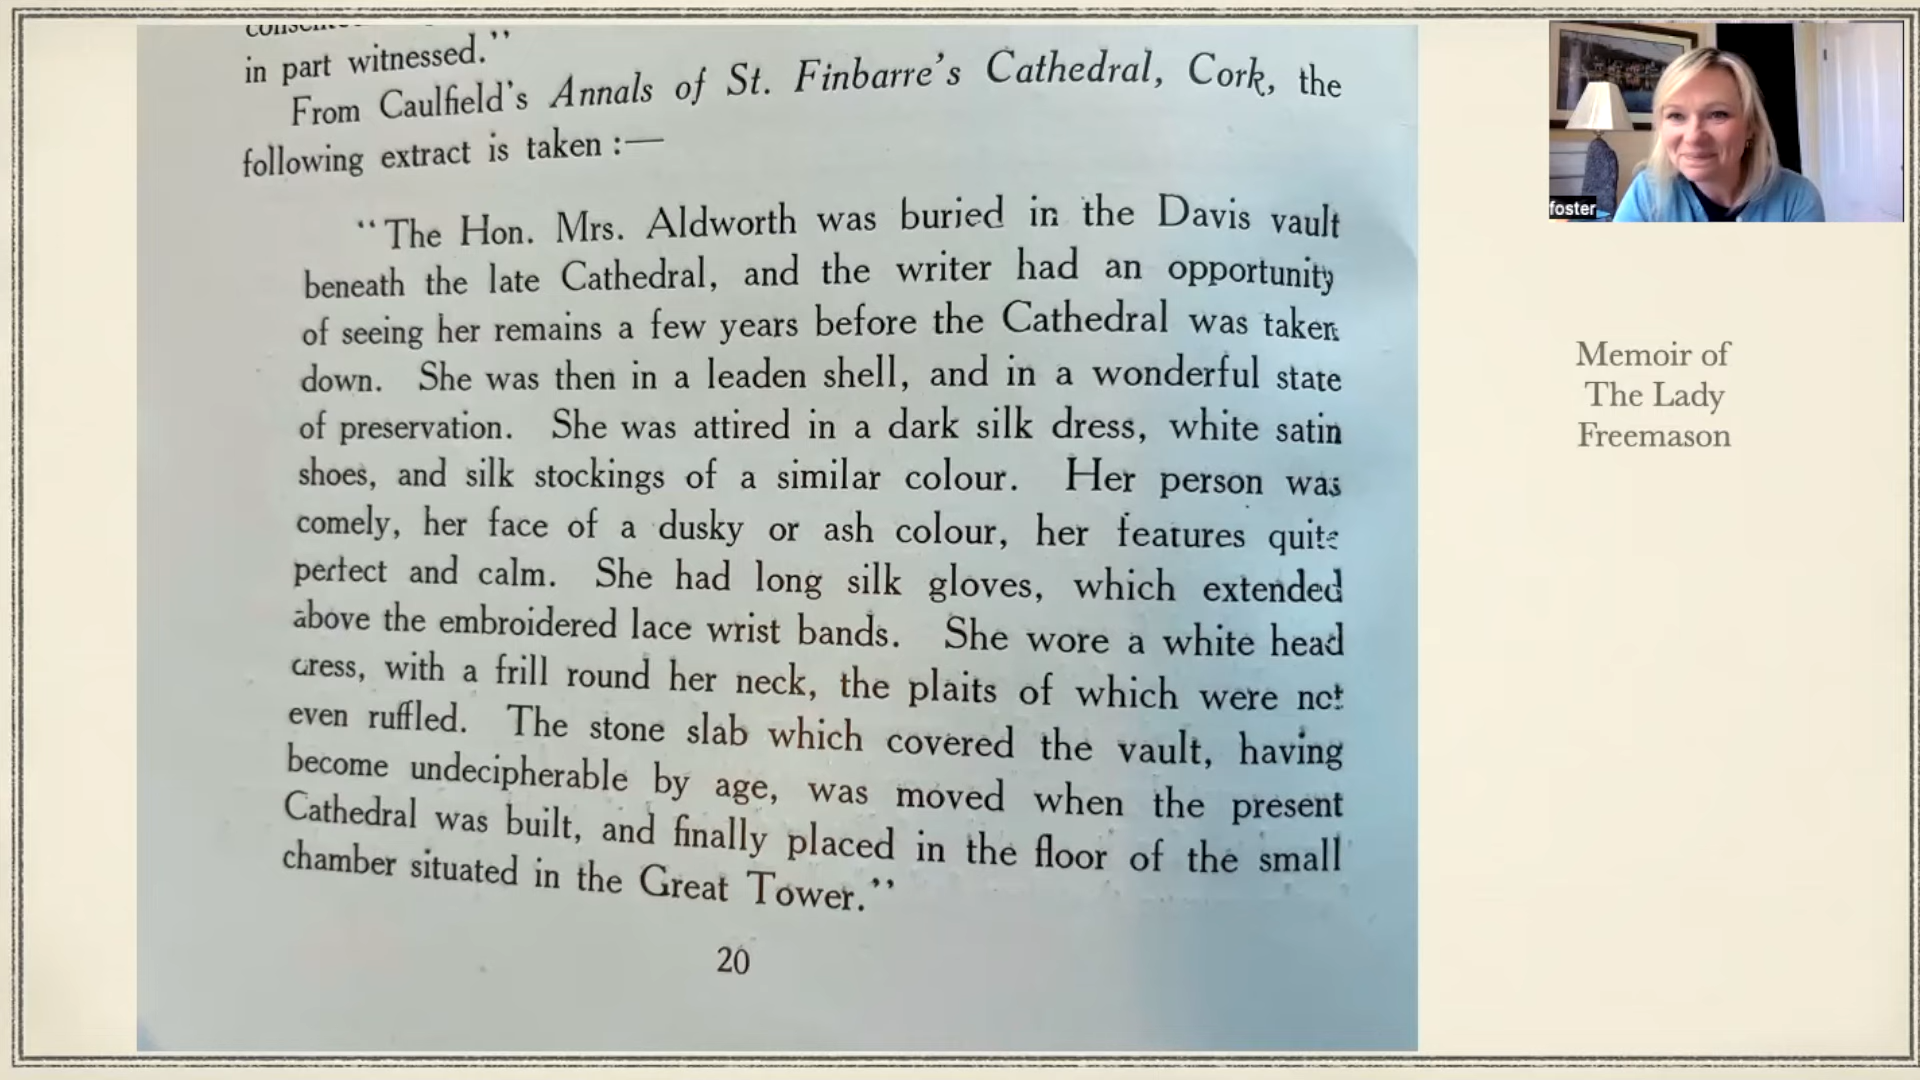 in part witnessed.”
From Caulfield’s Annals of St. Finbarre’s Cathedral, Cork, the
following extract is taken :—
“The Hon. Mrs. Aldworth was buried in the Davis vault
beneath the late Cathedral, and the writer had an opportunity
of seeing her remains a few years before the Cathedral was taken
down. She was then in a leaden shell, and in a wonderful state
of preservation. She was attired in a dark silk dress, white satin
shoes, and silk stockings of a similar colour. Her person was
comely, her face of a dusky or ash colour, her features quite
perfect and calm. She had long silk gloves, which extended
above the embroidered lace wrist bands. She wore a white head
dress, with a frill round her neck, the plaits of which were not
even ruffled. The stone slab which covered the vault, having
become undecipherable by age, was moved when the present
Cathedral was built, and finally placed in the floor of the small
chamber situated in the Great Tower.”
20
foster
Memoir of
The Lady
Freemason